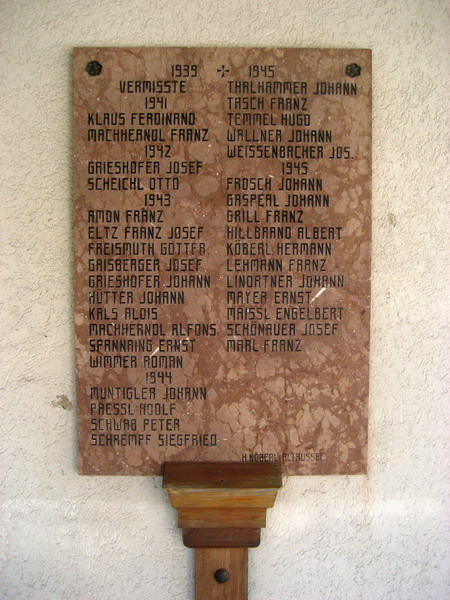 1939 ✢ 1945
VERMISSTE
1941
KLAUS FERDINAND
MACHHERNDL FRANZ
1942
GRIESHOFER JOSEF
SCHEICHL OTTO
1943
AMON FRANZ
ELTZ FRANZ JOSEF
FREISMUTH GOTTFR.
GAISBERGER JOSEF
GRIESHOFER JOHANN
HÜTTER JOHANN
KALS ALOIS
MACHHERNDL ALFONS
SPANNRING ERNST
WIMMER ROMAN
1944
MUNTIGLER JOHANN
PRESSL ADOLF
SCHWAB PETER
SCHREMPF SIEGFRIED
THALHAMMER JOHANN
TASCH FRANZ
TEMMEL HUGO
WALLNER JOHANN
WEISSENBACHER JOS.
1945
FROSCH JOHANN
GASPERL JOHANN
GRILL FRANZ
HILLBRAND ALBERT
KÖBERL HERMANN
LEHMANN FRANZ
LINORTNER JOHANN
MAYER ERNST
MAISSL ENGELBERT
SCHÖNAUER JOSEF
MARL FRANZ
H. KÖBERL ALTAUSSEE